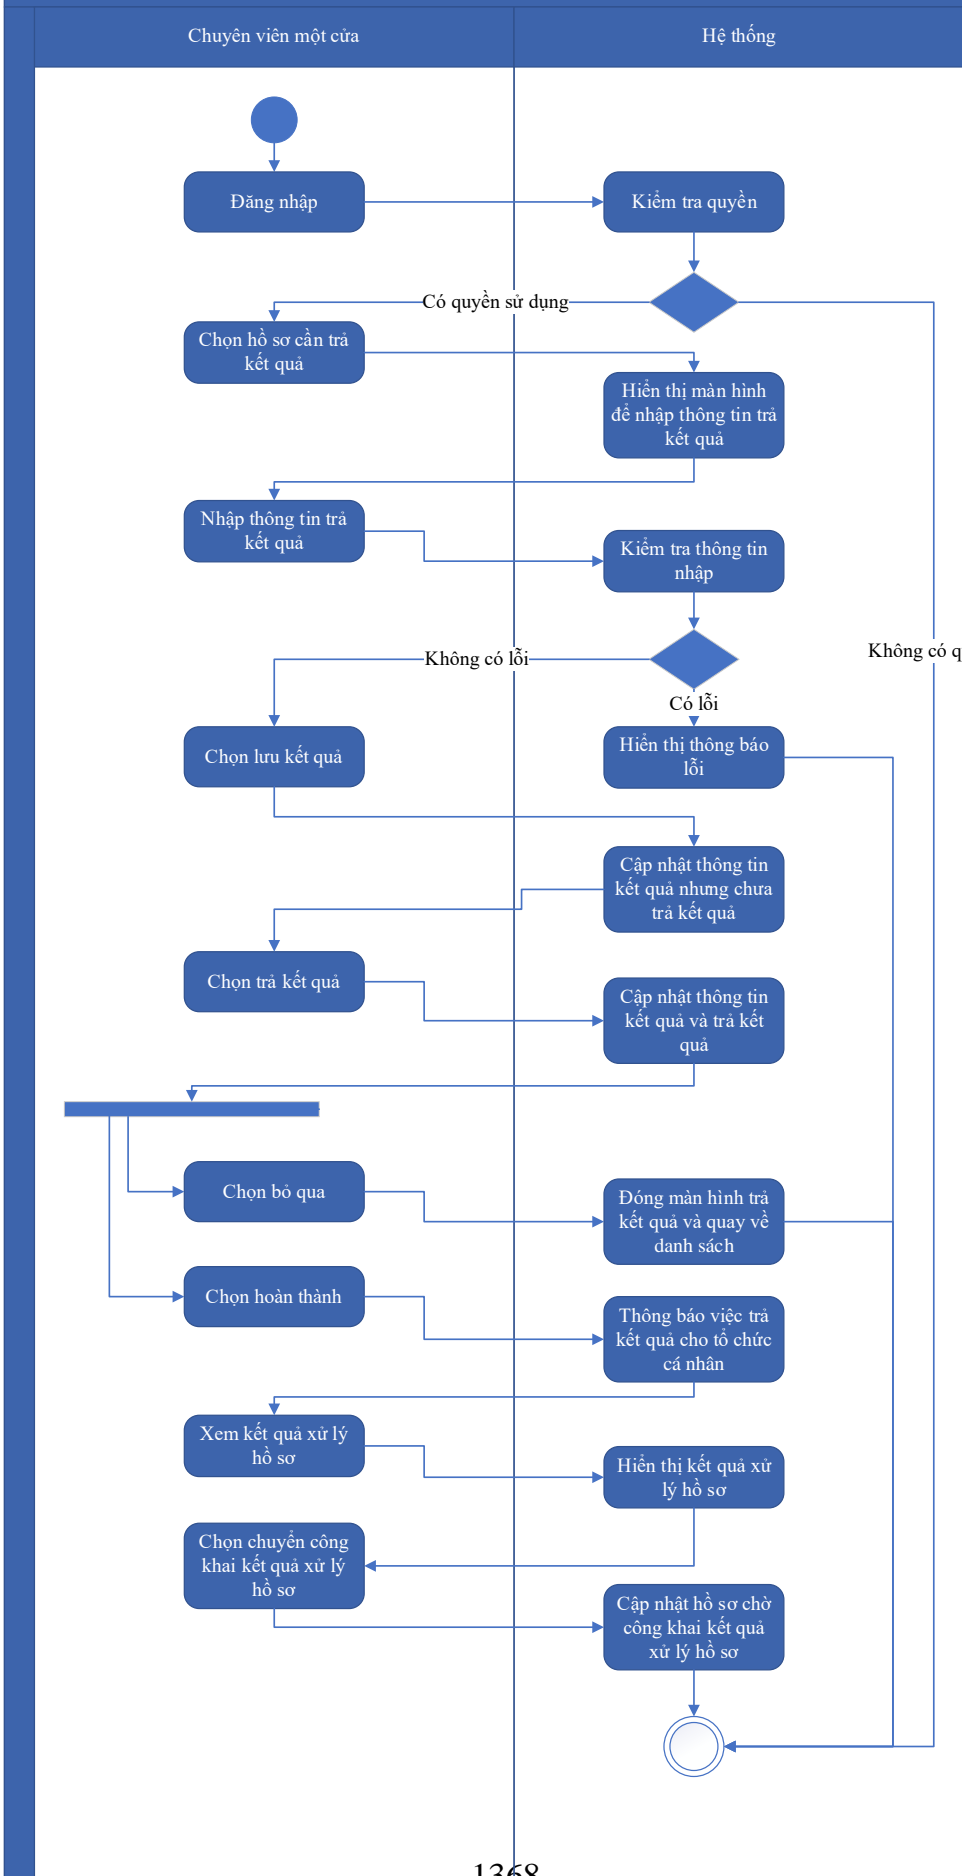 Chuyên viên một cửa
Hệ thống
Đăng nhập
Kiểm tra quyền
Có quyền sử dụng
Chọn hồ sơ cần trả
kết quả
Hiển thị màn hình
để nhập thông tin trả
kết quả
Nhập thông tin trả
kết quả
Kiểm tra thông tin
nhập
Không có lỗi
Không có q
Có lỗi
Chọn lưu kết quả
Hiển thị thông báo
lỗi
Cập nhật thông tin
kết quả nhưng chưa
trả kết quả
Chọn trả kết quả
Cập nhật thông tin
kết quả và trả kết
quả
Chọn bỏ qua
Đóng màn hình trả
kết quả và quay về
danh sách
Chọn hoàn thành
Thông báo việc trả
kết quả cho tổ chức
cá nhân
Xem kết quả xử lý
hồ sơ
Hiển thị kết quả xử
lý hồ sơ
Chọn chuyển công
khai kết quả xử lý
hồ sơ
Cập nhật hồ sơ chờ
công khai kết quả
xử lý hồ sơ
1368